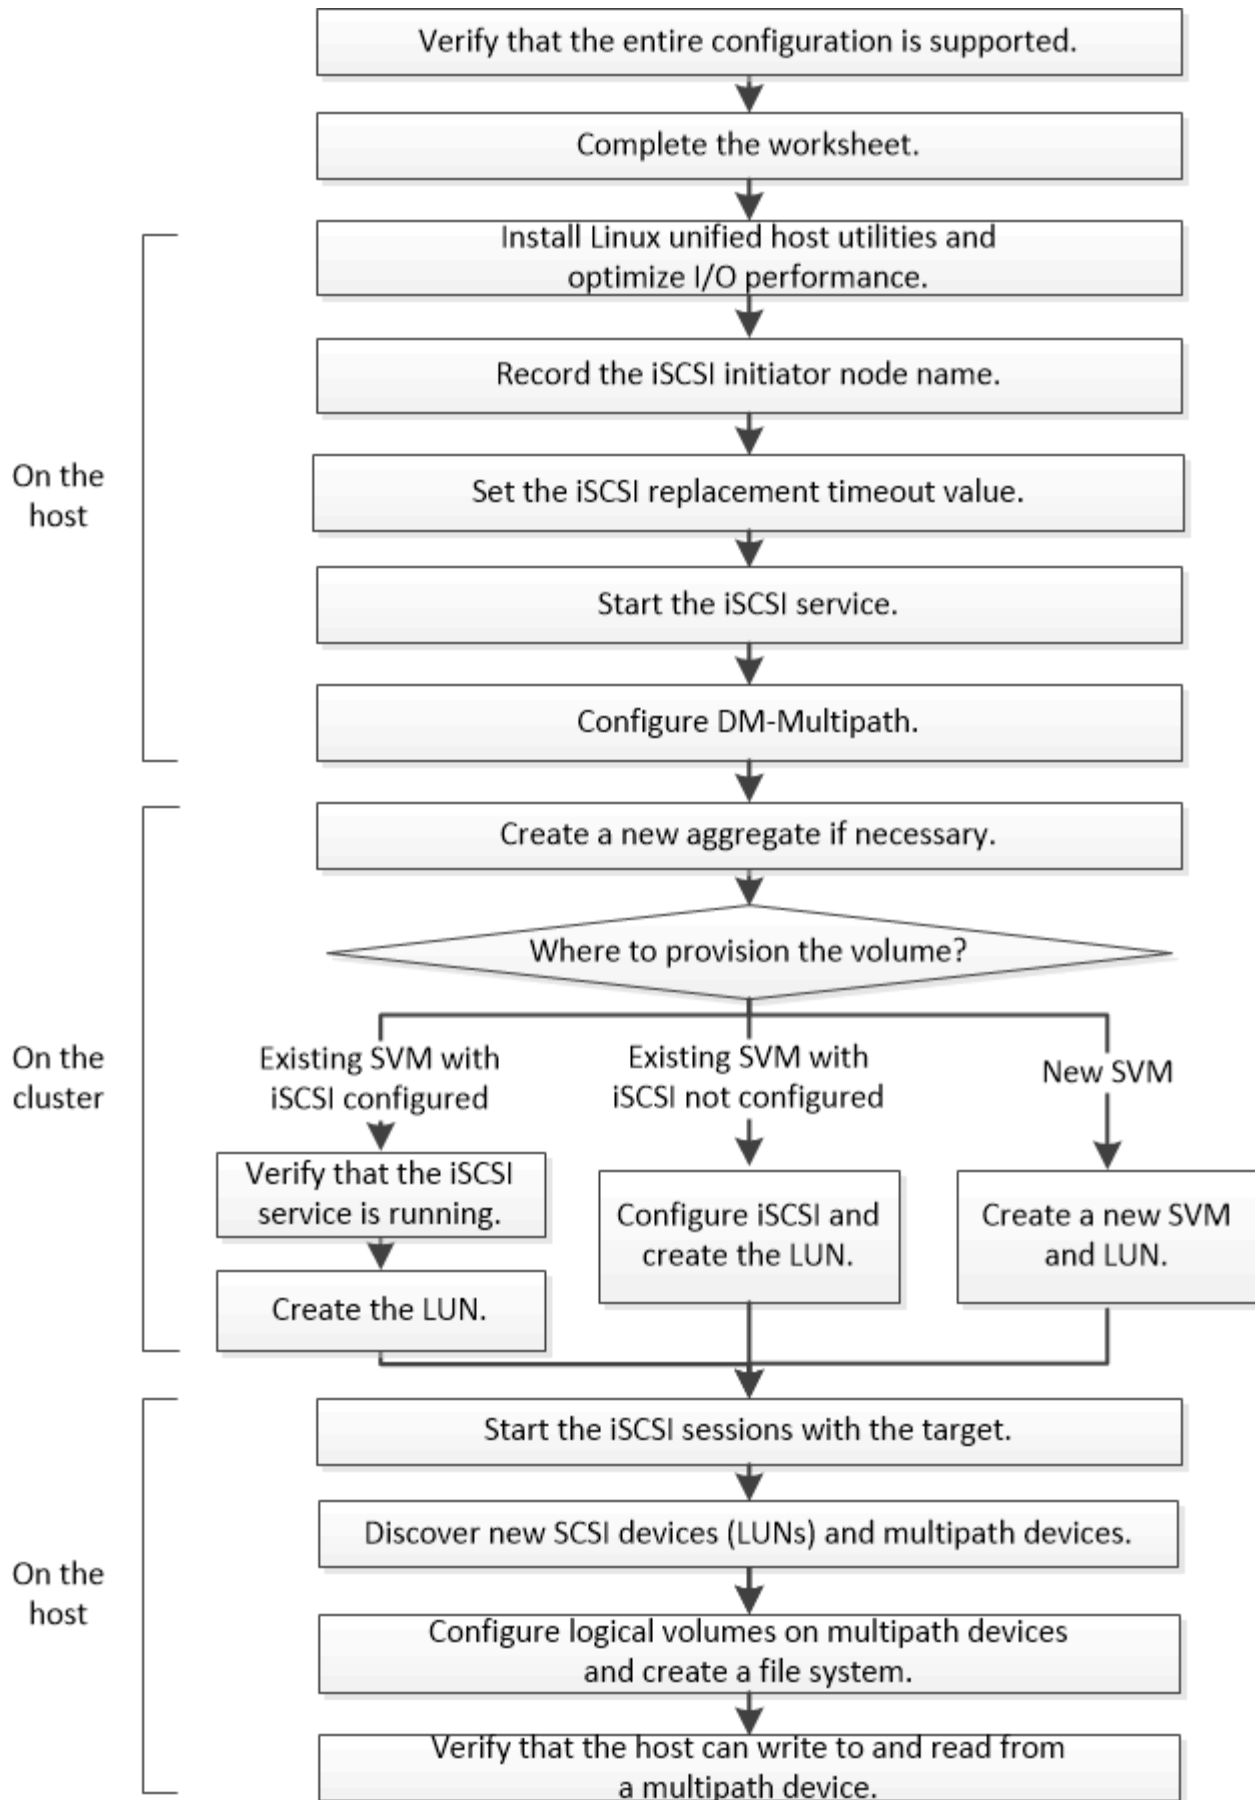 Verify that the entire configuration is supported.
Complete the worksheet.
Install Linux unified host utilities and
optimize I/O performance.
Record the iSCSI initiator node name.
On the
host
Set the iSCSI replacement timeout value.
Start the iSCSI service.
Configure DM-Multipath.
Create a new aggregate if necessary.
Where to provision the volume?
On the
cluster
Existing SVM with
iSCSI configured
Existing SVM with
iSCSI not configured
New SVM
Verify that the iSCSI
service is running.
Create the LUN.
Configure iSCSI and
create the LUN.
Create a new SVM
and LUN.
Start the iSCSI sessions with the target.
Discover new SCSI devices (LUNs) and multipath devices.
On the
host
Configure logical volumes on multipath devices
and create a file system.
Verify that the host can write to and read from
a multipath device.